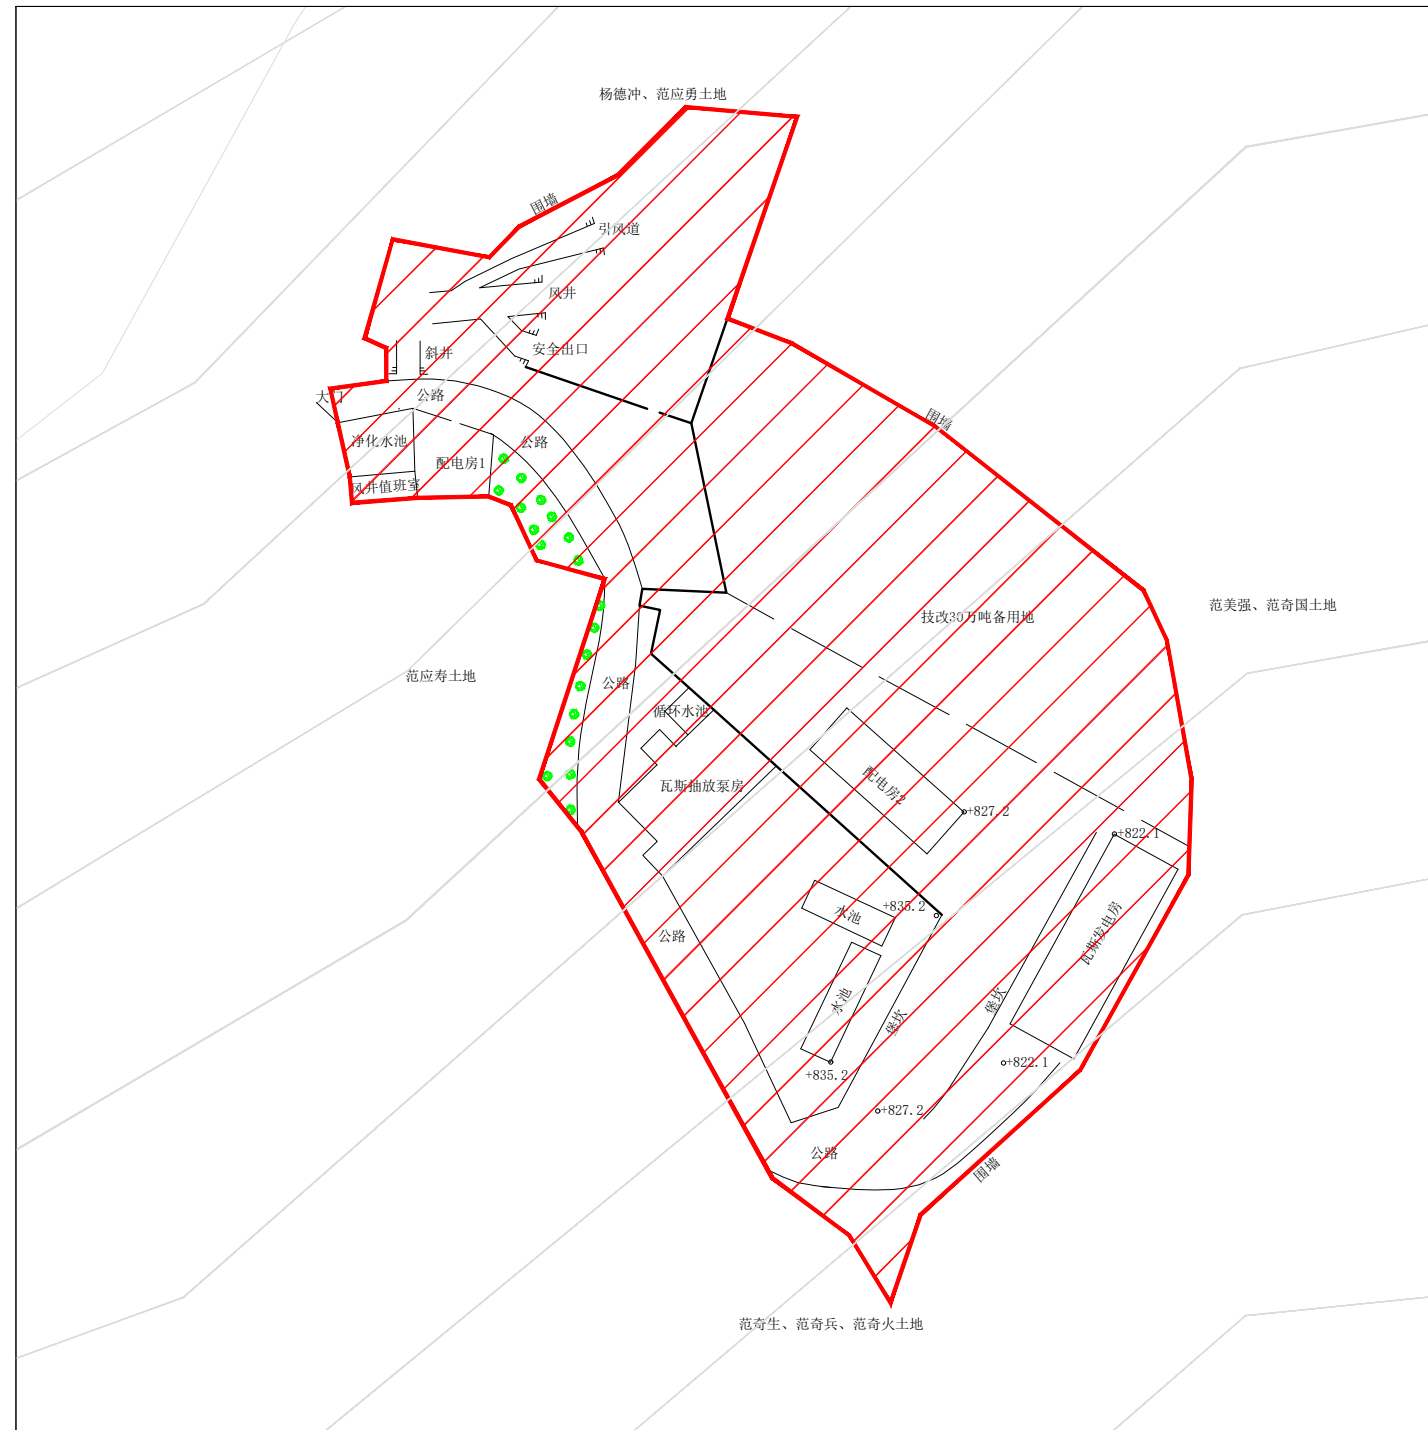 杨德冲、范应勇土地
围墙
引风道
风井
安全出口
斜井
大门
公路
围墙
净化水池
公路
配电房1
风井值班室
范美强、范奇国土地
技改30万吨备用地
范应寿土地
公路
循环水池
瓦斯抽放泵房
配电房2
+827.2
+822.1
+835.2
水池
瓦斯发电房
公路
水池
堡坎
堡坎
+822.1
+835.2
+827.2
公路
围墙
范奇生、范奇兵、范奇火土地